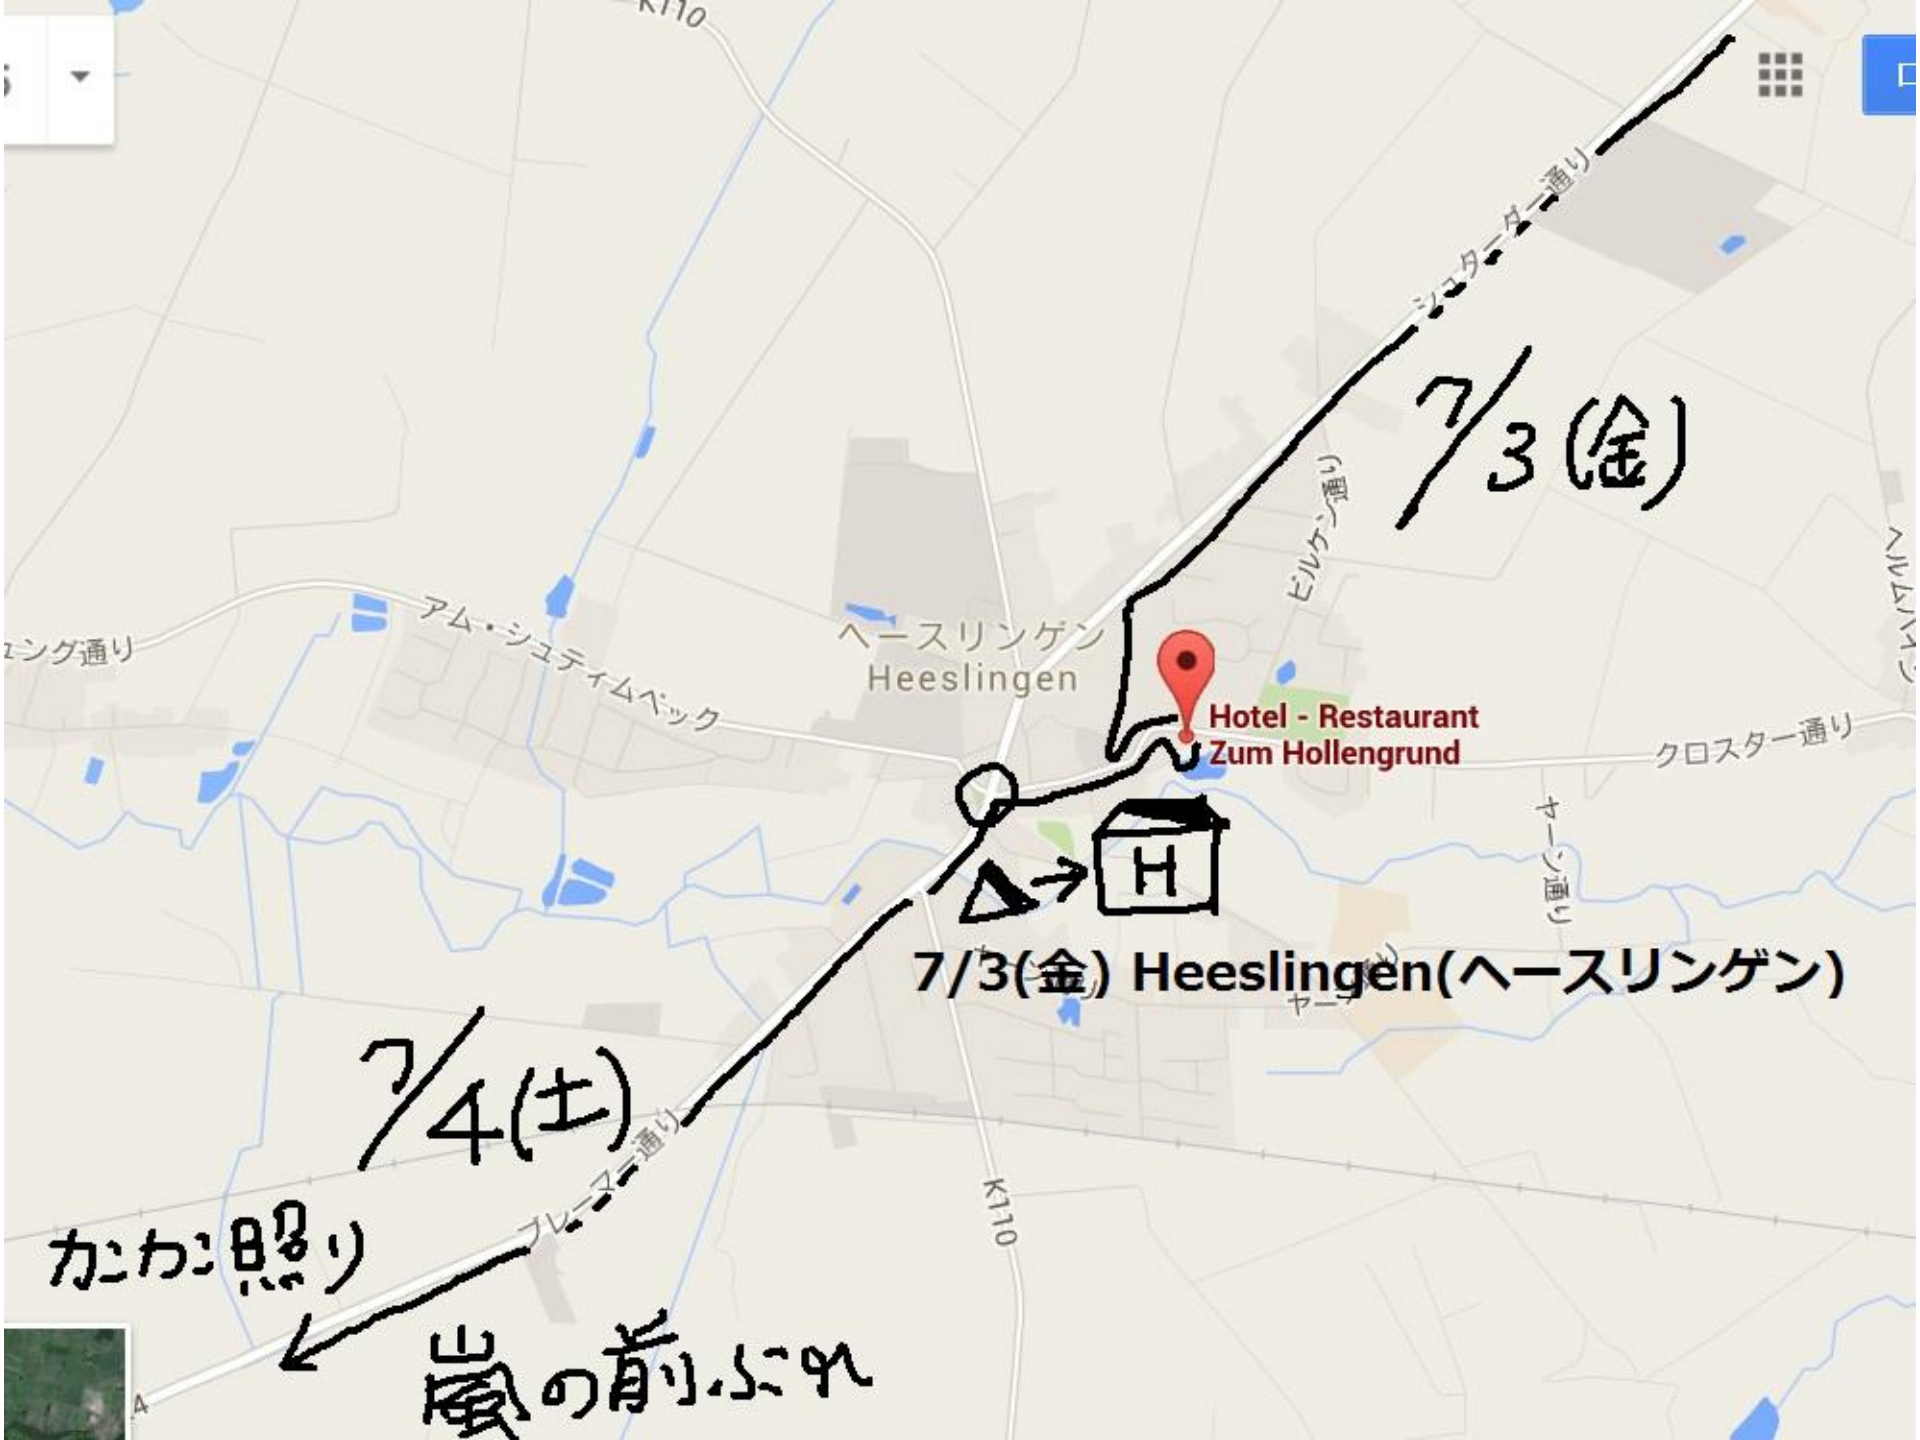 K110
シュターダー通り
7/3(金)
ビルケン通り
ヘースリンゲン
Heeslingen
アム・シュティムベック
ュング通り
Hotel - Restaurant
Zum Hollengrund
クロスター通り
ヤーン通り
H
7/3(金) Heeslingen(ヘースリンゲン)
7/4(土)
ブレーマー通り
K110
カンカン照り
嵐の前ぶれ